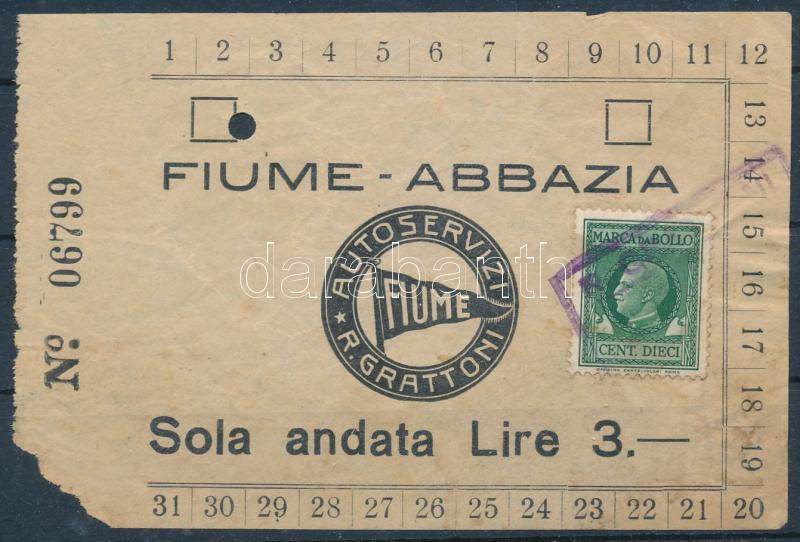 1 2 3 4 5 6 7 8 9 10 11 12
FIUME - ABBAZIA
Nº 06799
AUTOSERVIZI
FIUME
★ R. GRATTONI
MARCA DA BOLLO
CENT. DIECI
darabanth
Sola andata Lire 3.—
13
14
15
16
17
18
19
31 30 29 28 27 26 25 24 23 22 21 20